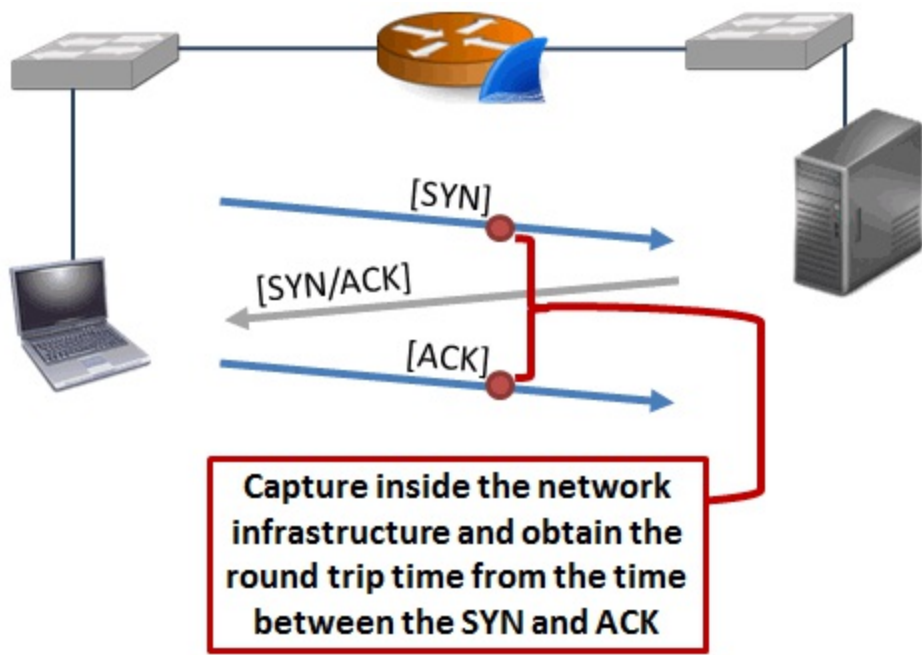 [SYN]
[SYN/ACK]
[ACK]
Capture inside the network
infrastructure and obtain the
round trip time from the time
between the SYN and ACK